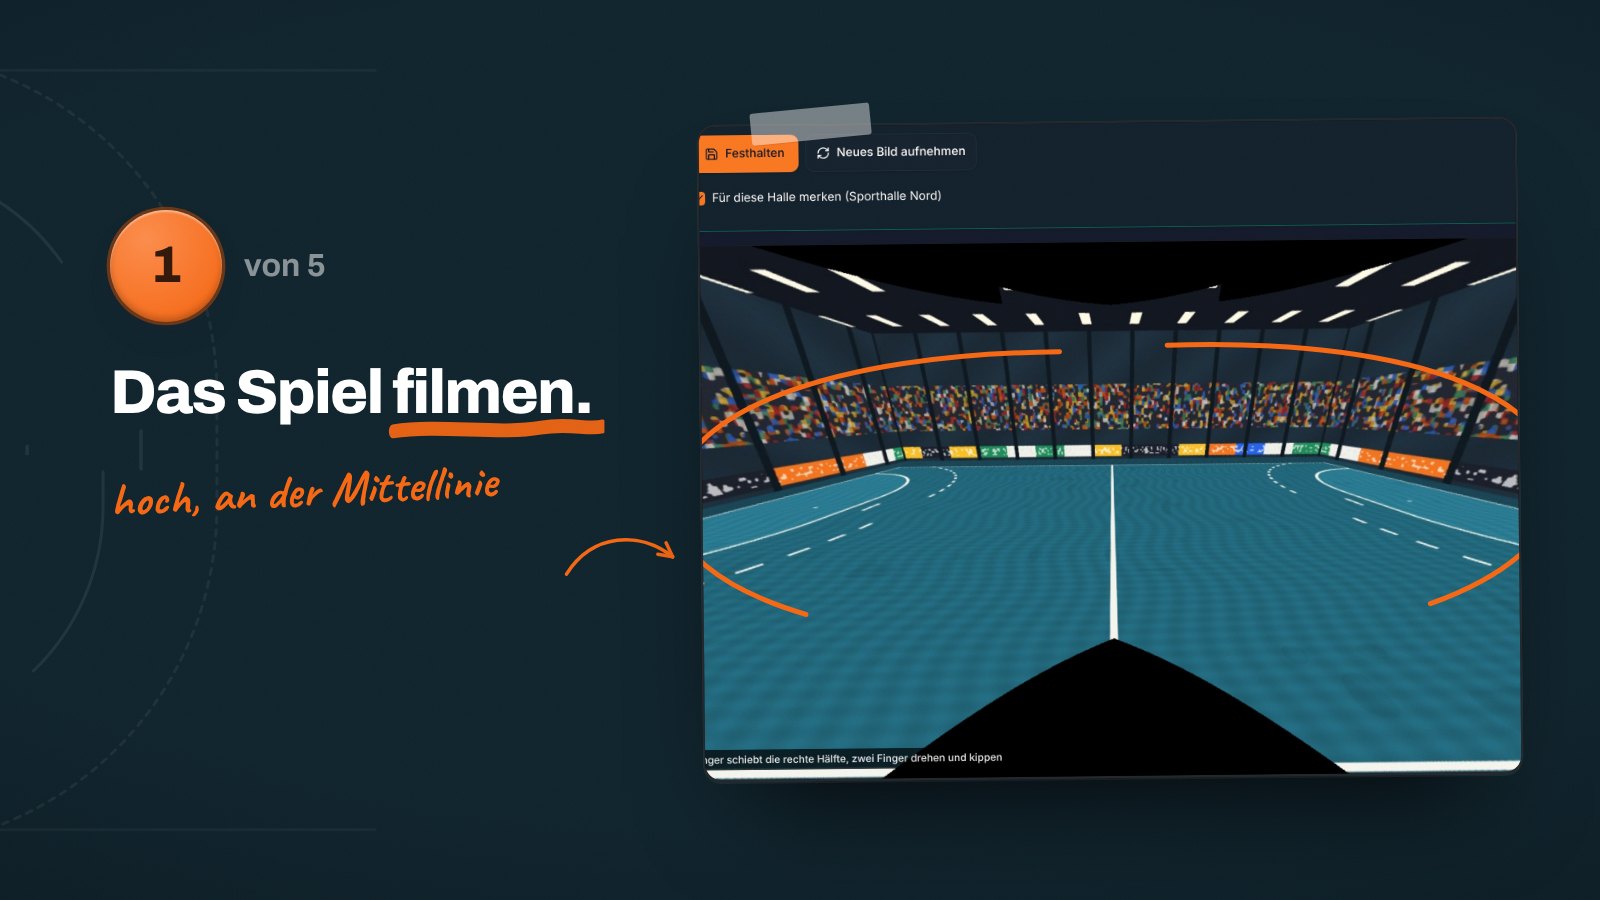 1
von 5
Das Spiel filmen.
hoch, an der Mittellinie
Festhalten
Neues Bild aufnehmen
Für diese Halle merken (Sporthalle Nord)
schiebt die rechte Hälfte, zwei Finger drehen und kippen